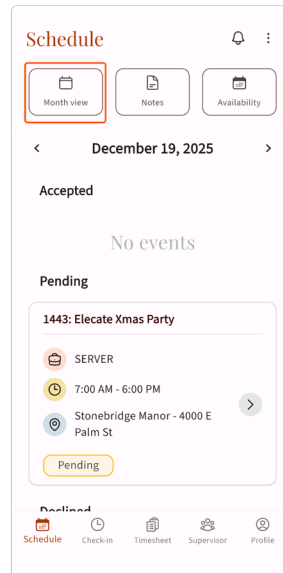 Schedule
Month view
Notes
Availability
December 19, 2025
Accepted
No events
Pending
1443: Elecate Xmas Party
SERVER
7:00 AM - 6:00 PM
Stonebridge Manor - 4000 E
Palm St
Pending
Declined
Schedule
Check-in
Timesheet
Supervisor
Profile